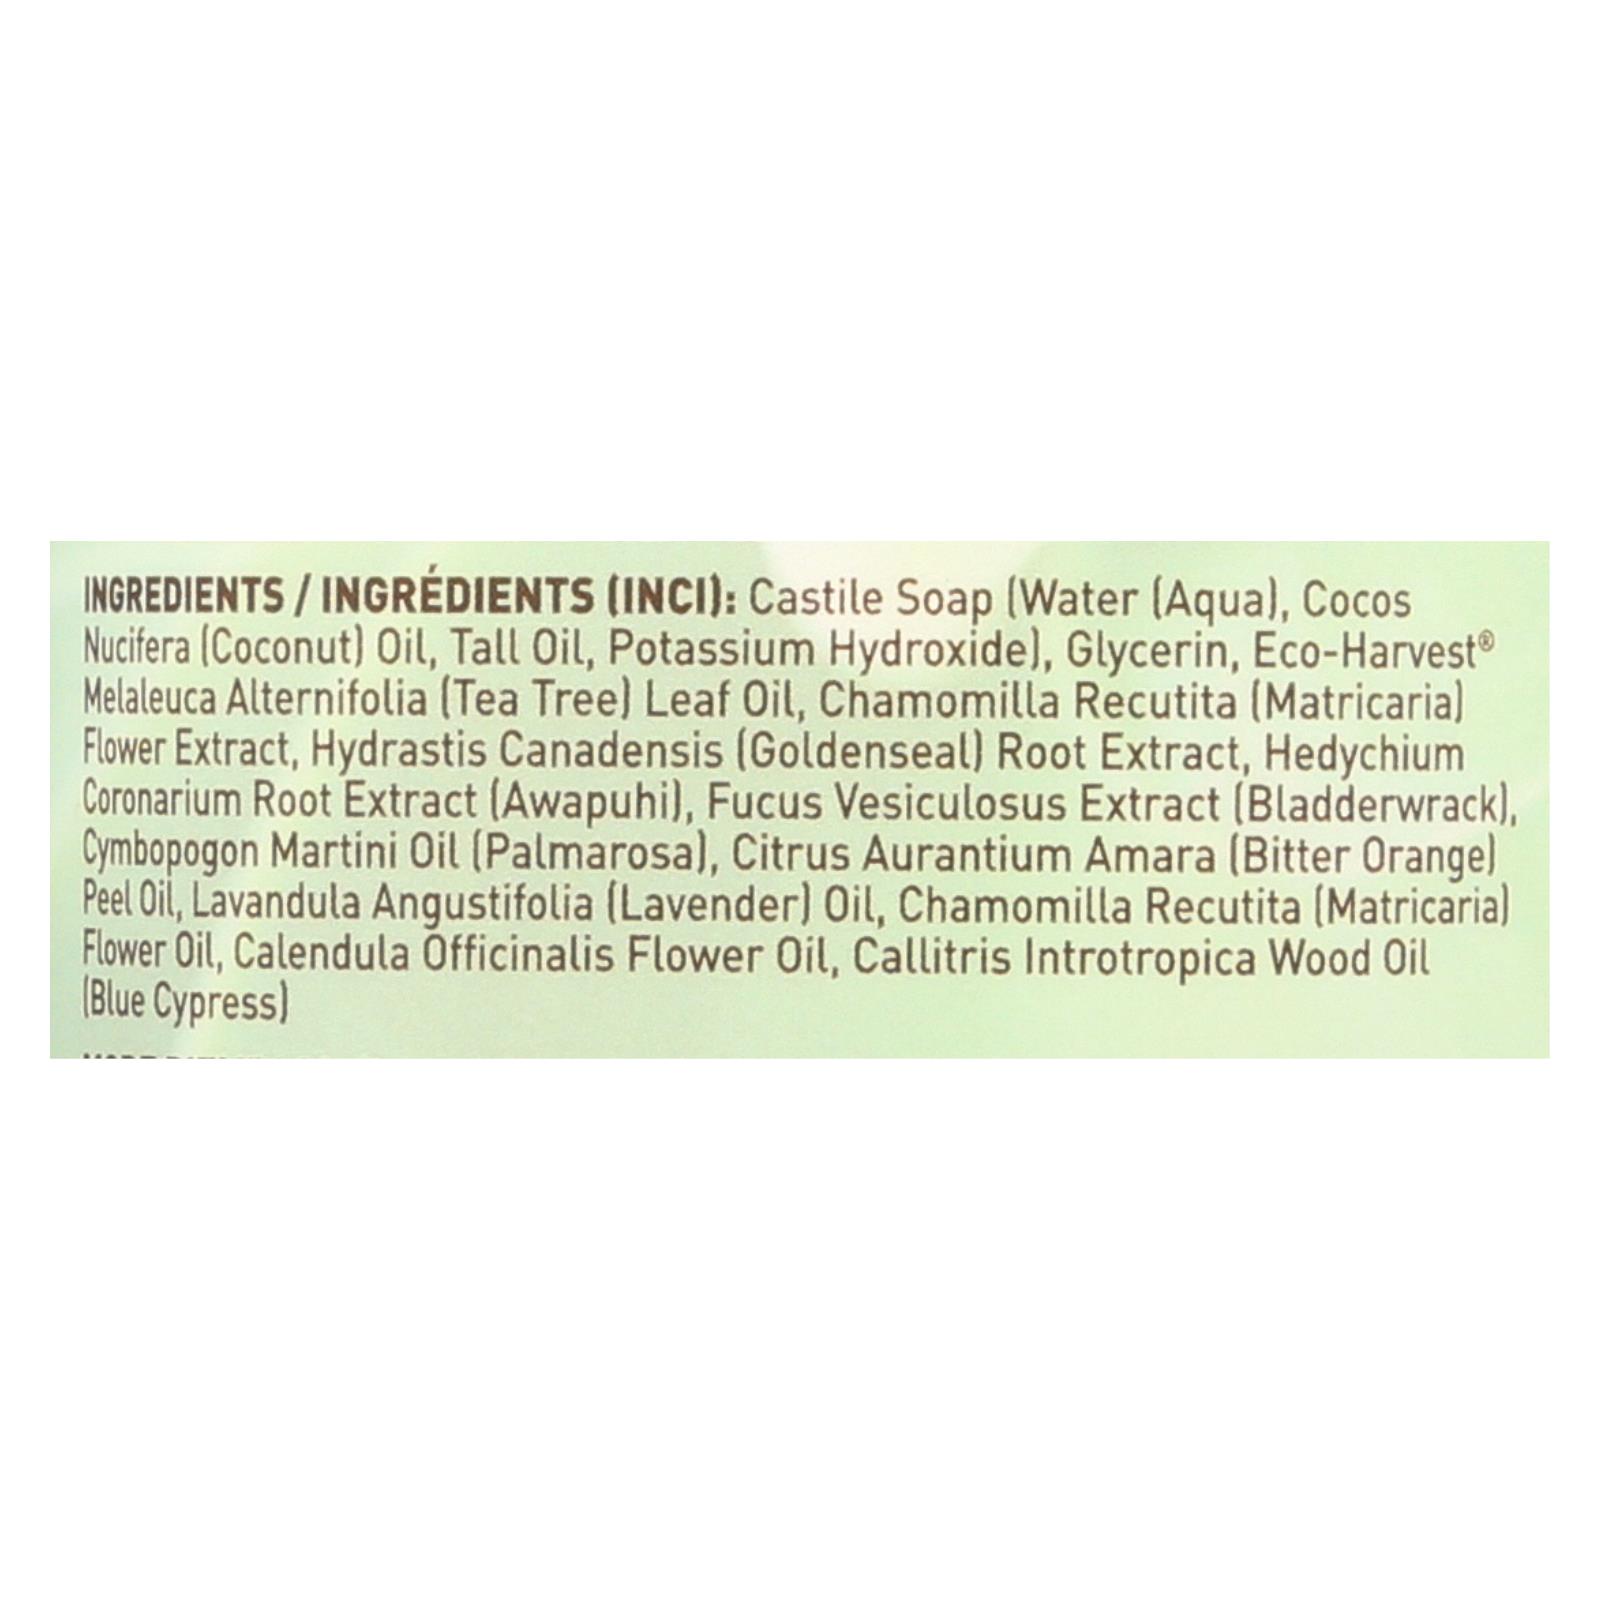 INGREDIENTS / INGRÉDIENTS (INCI): Castile Soap (Water (Aqua), Cocos
Nucifera (Coconut) Oil, Tall Oil, Potassium Hydroxide), Glycerin, Eco-Harvest®
Melaleuca Alternifolia (Tea Tree) Leaf Oil, Chamomilla Recutita (Matricaria)
Flower Extract, Hydrastis Canadensis (Goldenseal) Root Extract, Hedychium
Coronarium Root Extract (Awapuhi), Fucus Vesiculosus Extract (Bladderwrack),
Cymbopogon Martini Oil (Palmarosa), Citrus Aurantium Amara (Bitter Orange)
Peel Oil, Lavandula Angustifolia (Lavender) Oil, Chamomilla Recutita (Matricaria)
Flower Oil, Calendula Officinalis Flower Oil, Callitris Introtropica Wood Oil
(Blue Cypress)